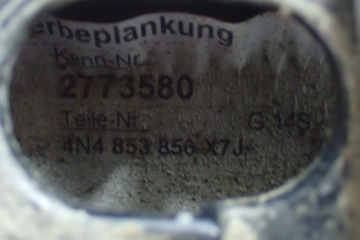 erbeplankung
Kenn-Nr.
2773580
Teile-Nr. G 14S
4N4 853 856 X7J